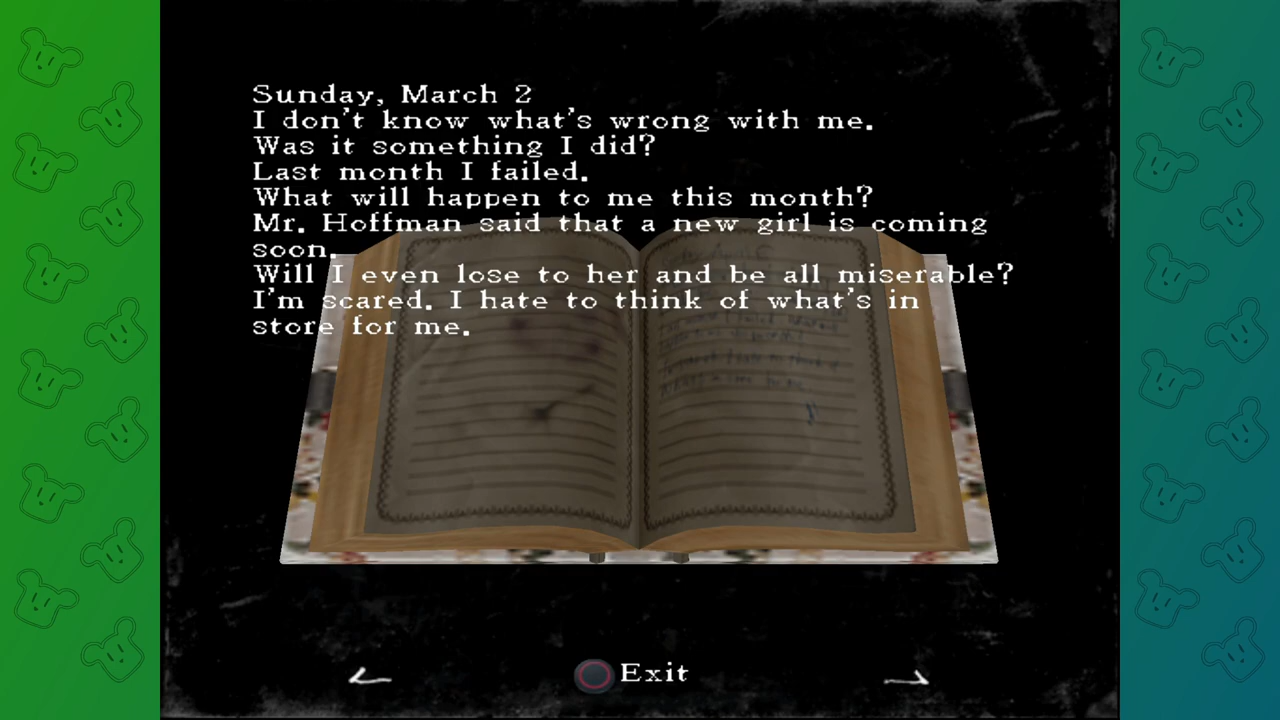 Sunday, March 2
I don't know what's wrong with me.
Was it something I did?
Last month I failed.
What will happen to me this month?
Mr. Hoffman said that a new girl is coming
soon.
Will I even lose to her and be all miserable?
I'm scared. I hate to think of what's in
store for me.
Exit